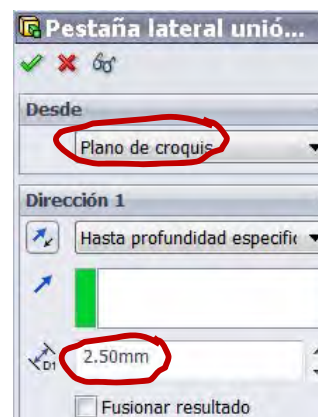 Pestaña lateral unió...
Desde
Plano de croquis
Dirección 1
Hasta profundidad especific
D1
2.50mm
Fusionar resultado